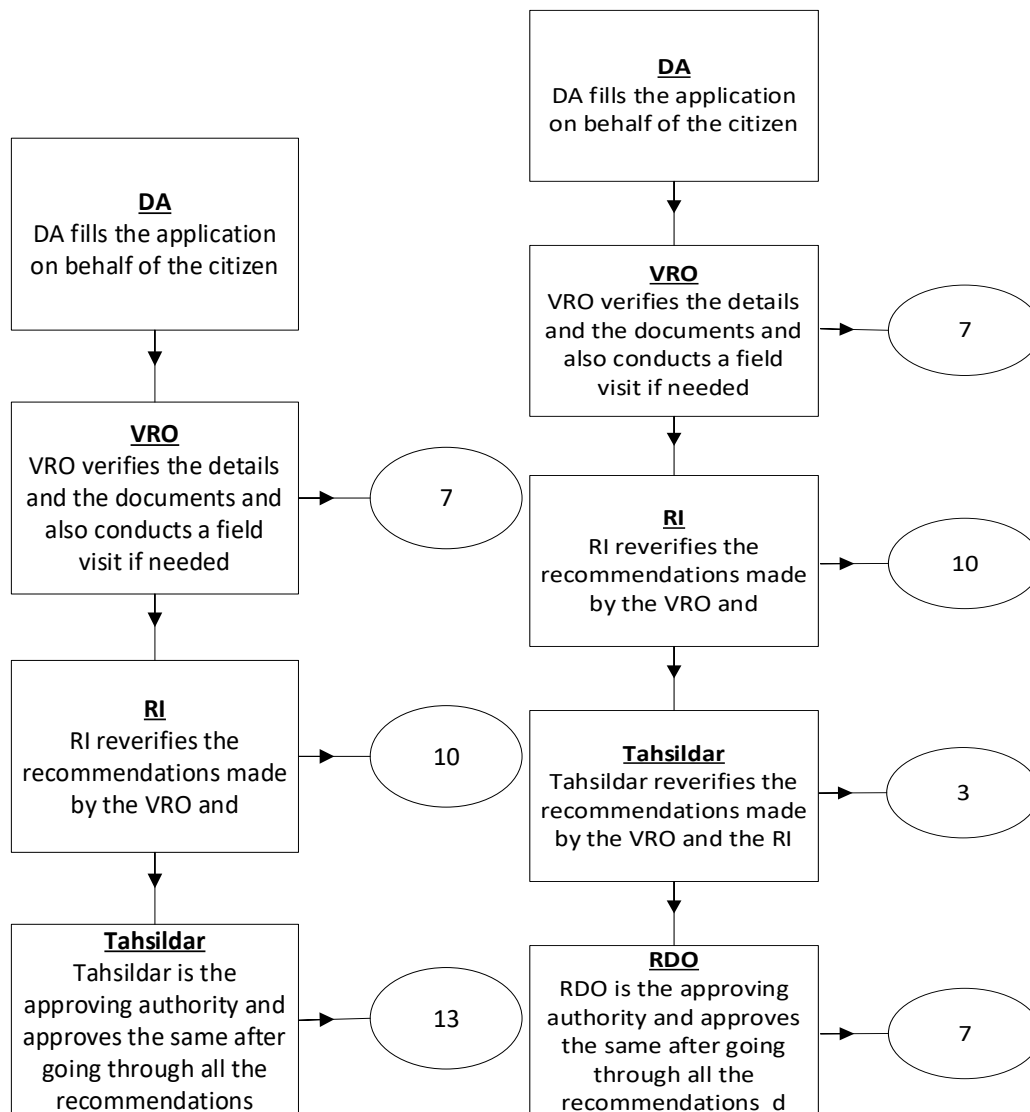 DA
DA fills the application
on behalf of the citizen
VRO
VRO verifies the details
and the documents and
also conducts a field
visit if needed
7
RI
RI reverifies the
recommendations made
by the VRO and
10
Tahsildar
Tahsildar is the
approving authority and
approves the same after
going through all the
recommendations
13
DA
DA fills the application
on behalf of the citizen
VRO
VRO verifies the details
and the documents and
also conducts a field
visit if needed
7
RI
RI reverifies the
recommendations made
by the VRO and
10
Tahsildar
Tahsildar reverifies the
recommendations made
by the VRO and the RI
3
RDO
RDO is the approving
authority and approves
the same after going
through all the
recommendations d
7